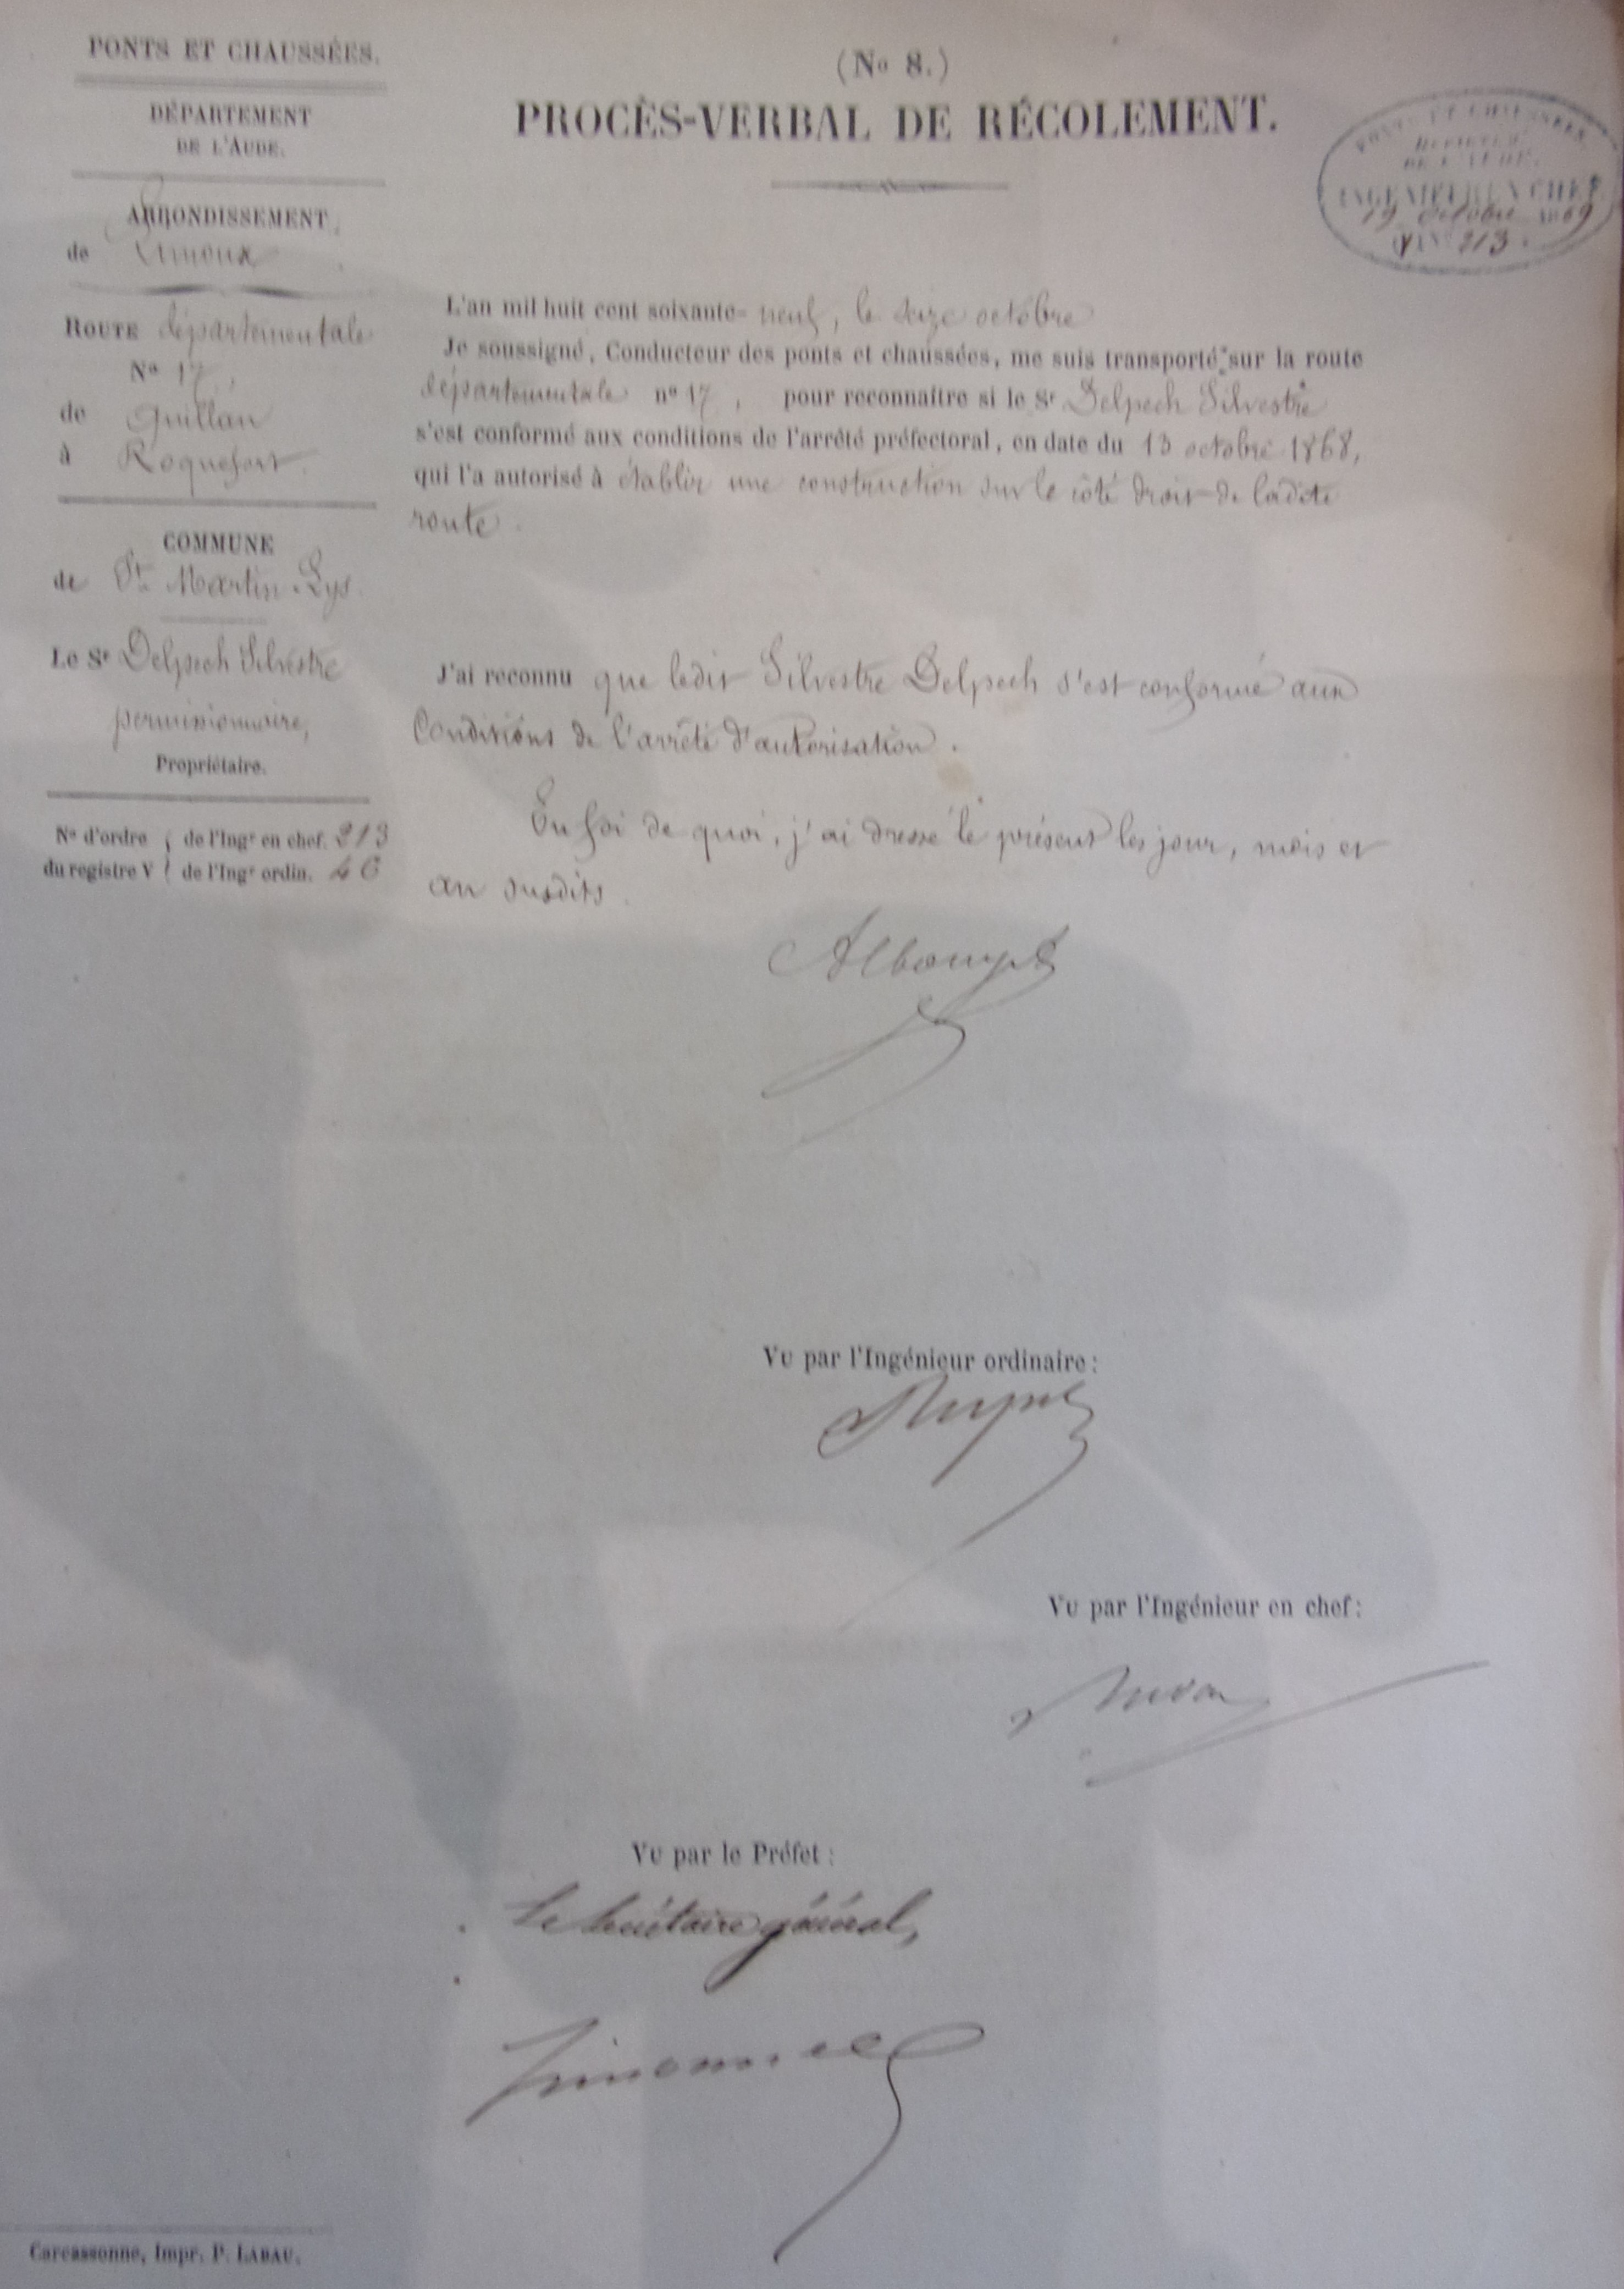 PONTS ET CHAUSSÉES.
DÉPARTEMENT
DE L'AUDE.
ARRONDISSEMENT
de Limoux
ROUTE départementale
No 17,
de Quillan
à Roquefort.
COMMUNE
de St Martin-Lys
Le Sr Delpech Silvestre
permissionnaire,
Propriétaire.
No d'ordre { de l'Ingr en chef. 213
du registre V { de l'Ingr ordin. 46
(No 8.)
PROCÈS-VERBAL DE RÉCOLEMENT.
PONTS ET CHAUSSÉES
DE L'AUDE.
INGÉNIEUR EN CHEF
19 octobre 1869
No 213
L'an mil huit cent soixante-neuf, le seize octobre
Je soussigné, Conducteur des ponts et chaussées, me suis transporté sur la route
départementale no 17, pour reconnaître si le Sr Delpech Silvestre
s'est conformé aux conditions de l'arrêté préfectoral, en date du 13 octobre 1868,
qui l'a autorisé à établir une construction sur le côté droit de ladite
route.
J'ai reconnu que ledit Silvestre Delpech s'est conformé aux
Conditions de l'arrêté d'autorisation.
En foi de quoi, j'ai dressé le présent les jour, mois et
an susdits.
Vu par l'Ingénieur ordinaire:
Vu par l'Ingénieur en chef:
Vu par le Préfet:
Le Secrétaire général,
Carcassonne, Impr. P. LABAU.